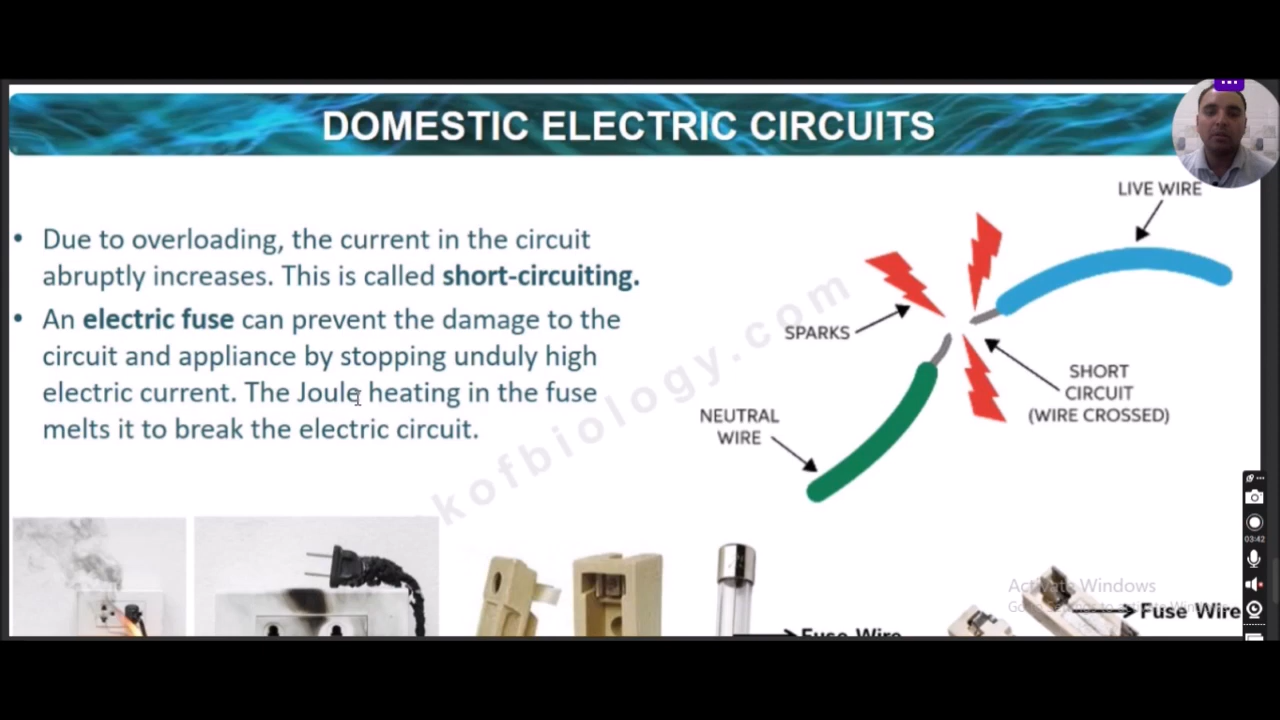 DOMESTIC ELECTRIC CIRCUITS
• Due to overloading, the current in the circuit
abruptly increases. This is called short-circuiting.
• An electric fuse can prevent the damage to the
circuit and appliance by stopping unduly high
electric current. The Joule heating in the fuse
melts it to break the electric circuit.
LIVE WIRE
SPARKS
SHORT
CIRCUIT
(WIRE CROSSED)
NEUTRAL
WIRE
kofbiology.com
Fuse Wire
Fuse Wire
Activate Windows
03:42